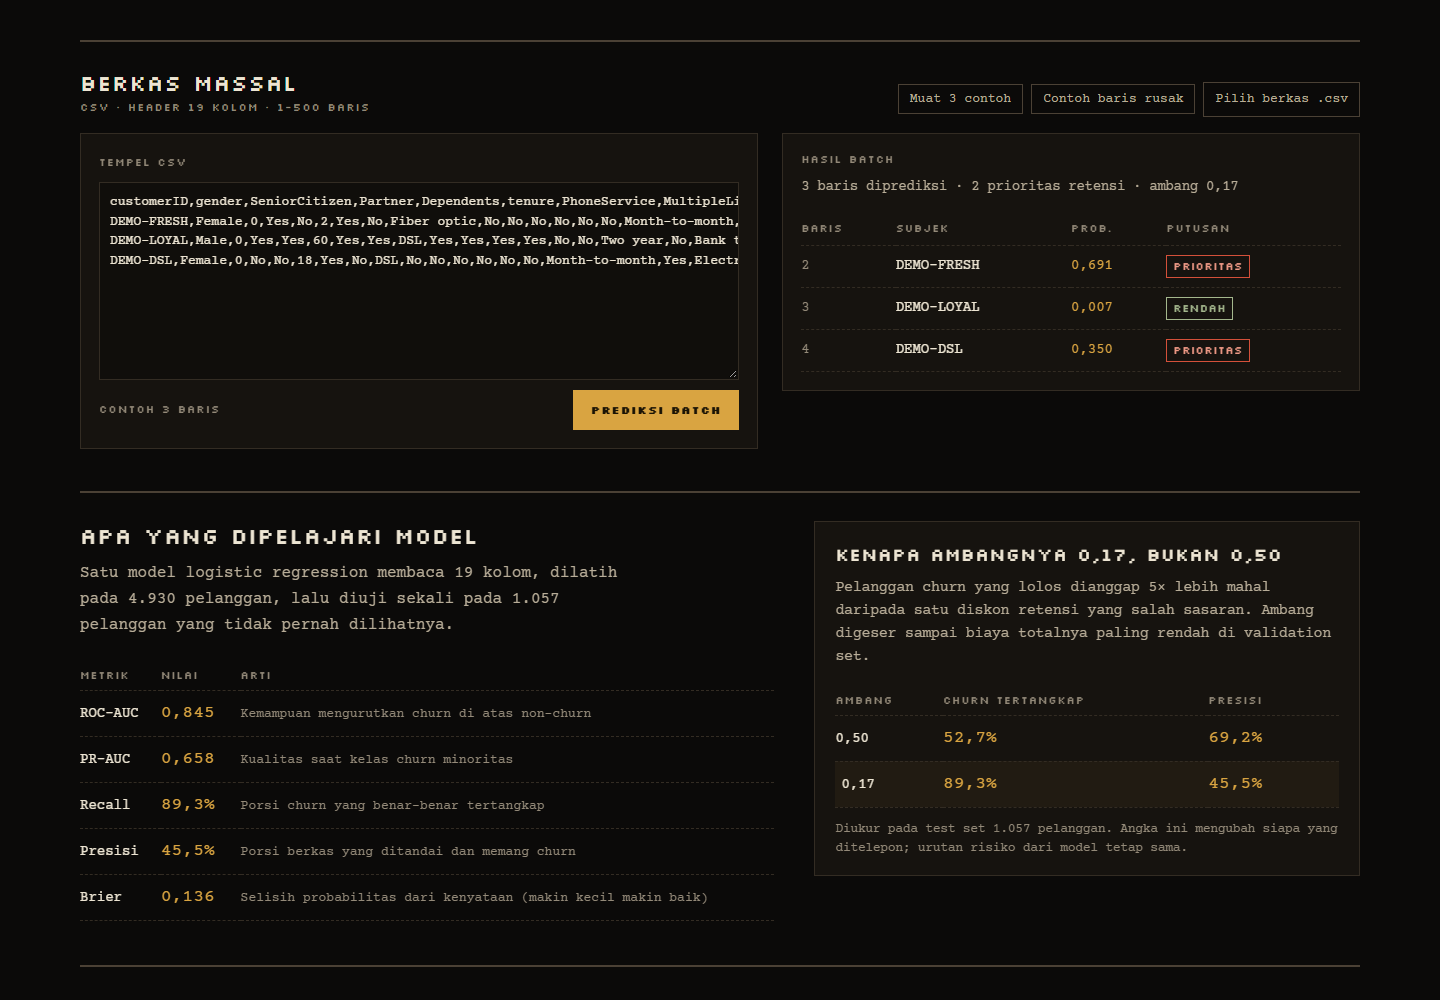 BERKAS MASSAL
CSV · HEADER 19 KOLOM · 1-500 BARIS
Muat 3 contoh
Contoh baris rusak
Pilih berkas .csv
TEMPEL CSV
customerID,gender,SeniorCitizen,Partner,Dependents,tenure,PhoneService,MultipleLi
DEMO-FRESH,Female,0,Yes,No,2,Yes,No,Fiber optic,No,No,No,No,No,No,Month-to-month,
DEMO-LOYAL,Male,0,Yes,Yes,60,Yes,Yes,DSL,Yes,Yes,Yes,Yes,No,No,Two year,No,Bank t
DEMO-DSL,Female,0,No,No,18,Yes,No,DSL,No,No,No,No,No,No,Month-to-month,Yes,Electr
CONTOH 3 BARIS
PREDIKSI BATCH
HASIL BATCH
3 baris diprediksi · 2 prioritas retensi · ambang 0,17
BARIS SUBJEK PROB. PUTUSAN
2 DEMO-FRESH 0,691 PRIORITAS
3 DEMO-LOYAL 0,007 RENDAH
4 DEMO-DSL 0,350 PRIORITAS
APA YANG DIPELAJARI MODEL
Satu model logistic regression membaca 19 kolom, dilatih
pada 4.930 pelanggan, lalu diuji sekali pada 1.057
pelanggan yang tidak pernah dilihatnya.
METRIK NILAI ARTI
ROC-AUC 0,845 Kemampuan mengurutkan churn di atas non-churn
PR-AUC 0,658 Kualitas saat kelas churn minoritas
Recall 89,3% Porsi churn yang benar-benar tertangkap
Presisi 45,5% Porsi berkas yang ditandai dan memang churn
Brier 0,136 Selisih probabilitas dari kenyataan (makin kecil makin baik)
KENAPA AMBANGNYA 0,17, BUKAN 0,50
Pelanggan churn yang lolos dianggap 5× lebih mahal
daripada satu diskon retensi yang salah sasaran. Ambang
digeser sampai biaya totalnya paling rendah di validation
set.
AMBANG CHURN TERTANGKAP PRESISI
0,50 52,7% 69,2%
0,17 89,3% 45,5%
Diukur pada test set 1.057 pelanggan. Angka ini mengubah siapa yang
ditelepon; urutan risiko dari model tetap sama.